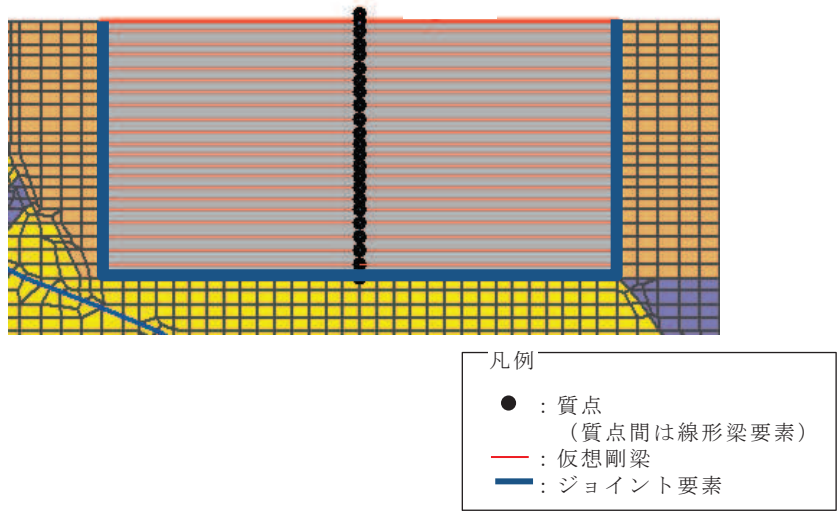 凡例
● : 質点
（質点間は線形梁要素）
: 仮想剛梁
: ジョイント要素